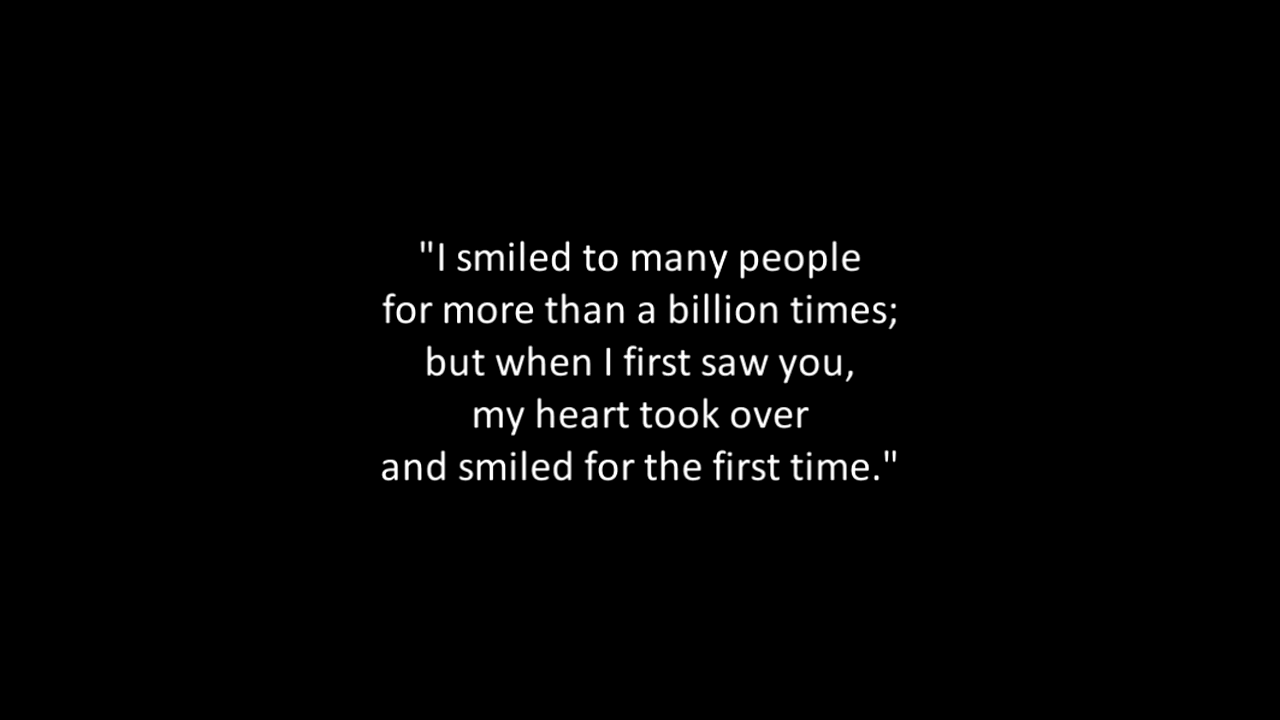 "I smiled to many people
for more than a billion times;
but when I first saw you,
my heart took over
and smiled for the first time."